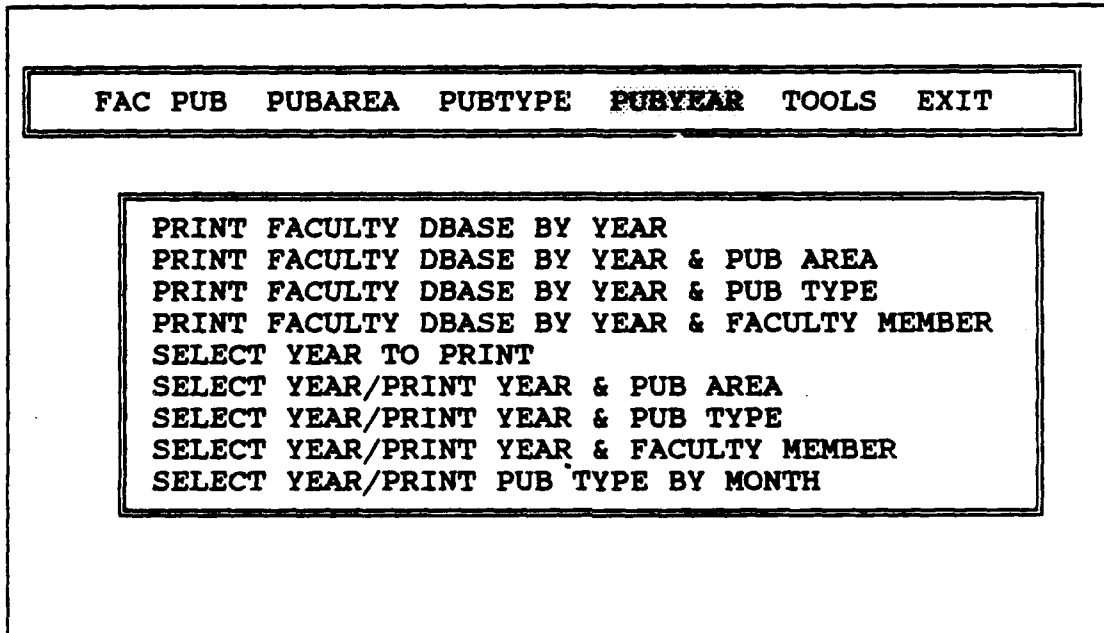 FAC PUB PUBAREA PUBTYPE PUBYEAR TOOLS EXIT
PRINT FACULTY DBASE BY YEAR
PRINT FACULTY DBASE BY YEAR & PUB AREA
PRINT FACULTY DBASE BY YEAR & PUB TYPE
PRINT FACULTY DBASE BY YEAR & FACULTY MEMBER
SELECT YEAR TO PRINT
SELECT YEAR/PRINT YEAR & PUB AREA
SELECT YEAR/PRINT YEAR & PUB TYPE
SELECT YEAR/PRINT YEAR & FACULTY MEMBER
SELECT YEAR/PRINT PUB TYPE BY MONTH